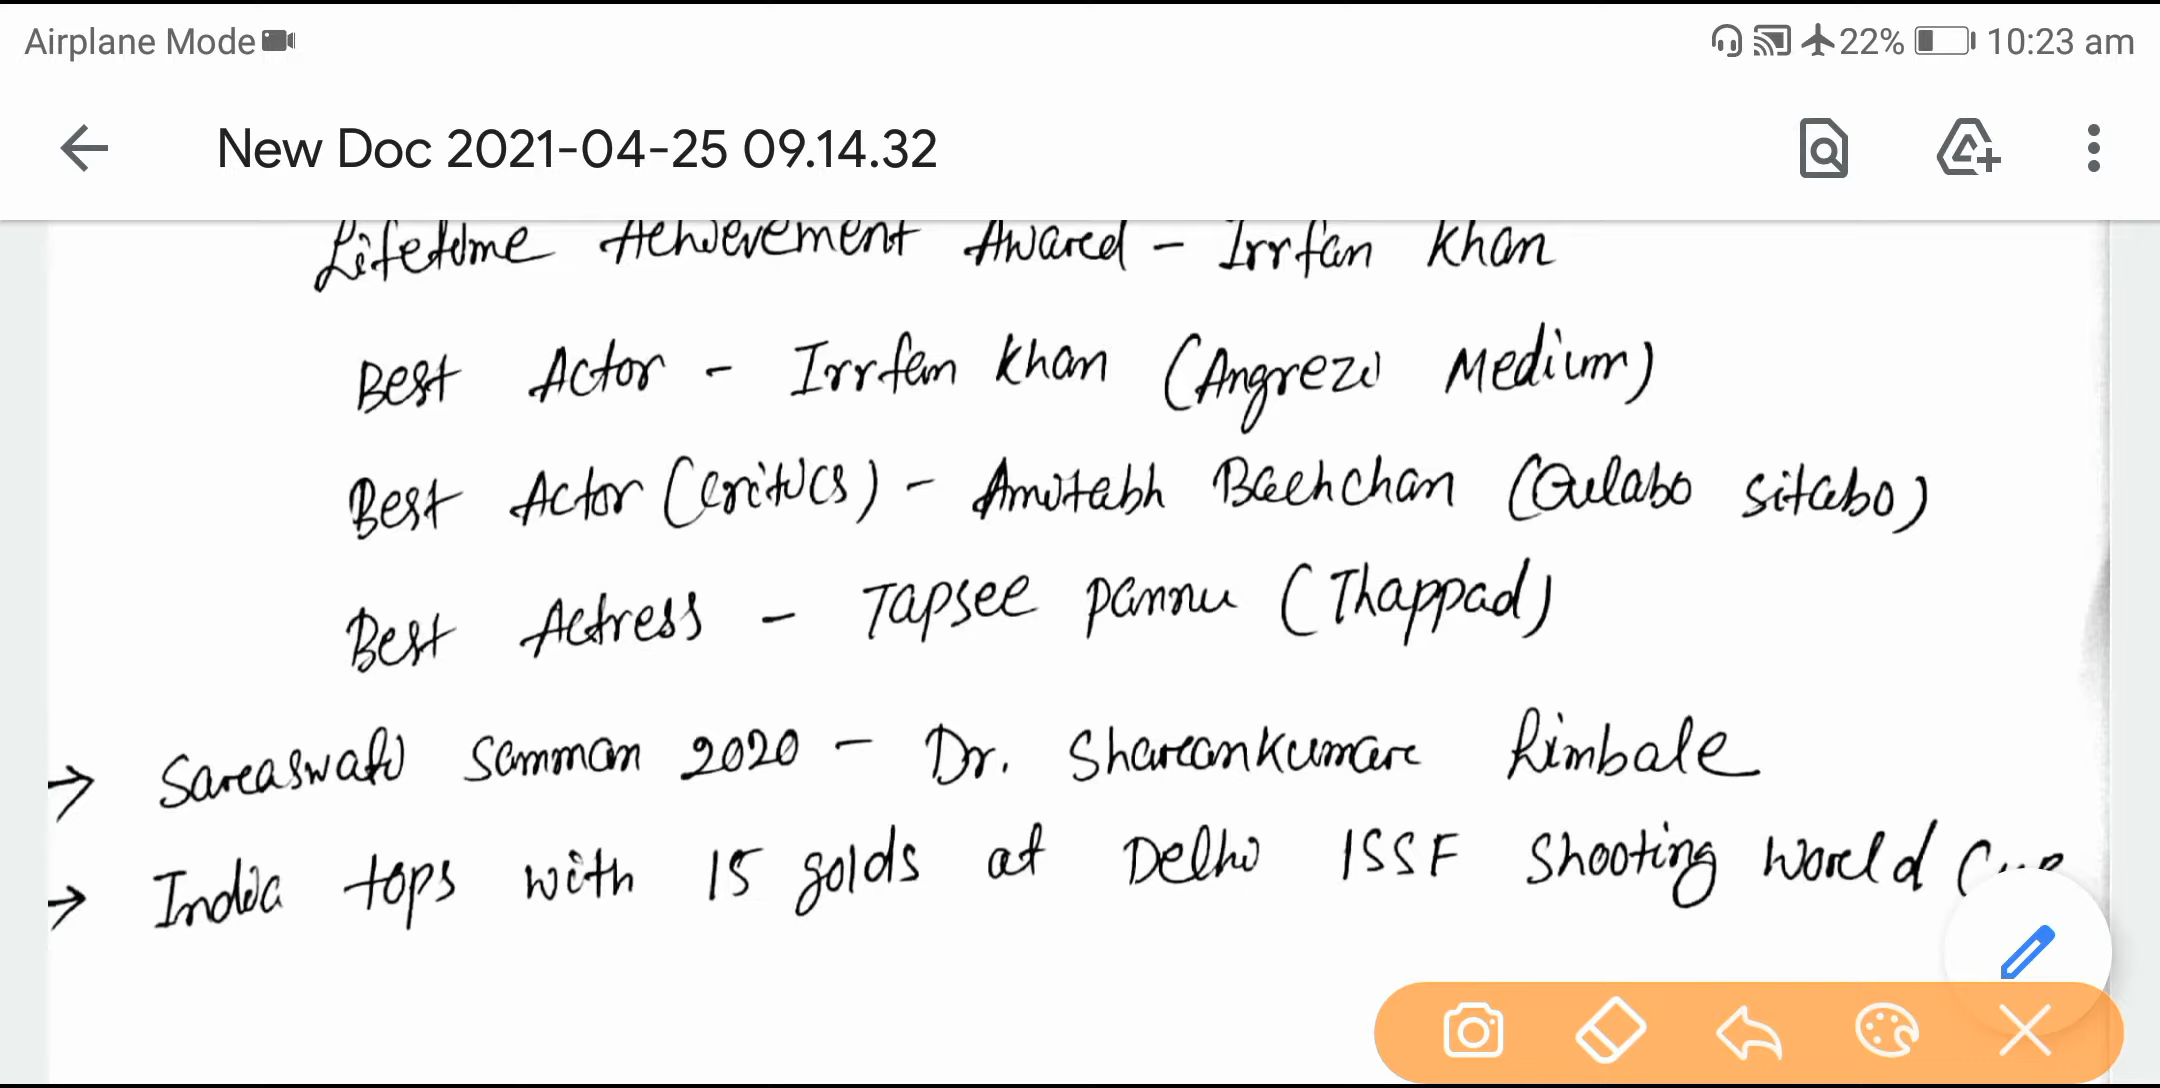 Airplane Mode 22% 10:23 am
New Doc 2021-04-25 09.14.32
Lifetime Achievement Award - Irrfan Khan
Best Actor - Irrfan Khan (Angrezi Medium)
Best Actor (critics) - Amitabh Bachchan (Gulabo sitabo)
Best Actress - Tapsee pannu (Thappad)
→ Saraswati Samman 2020 - Dr. Sharankumar Limbale
→ India tops with 15 golds at Delhi ISSF Shooting World